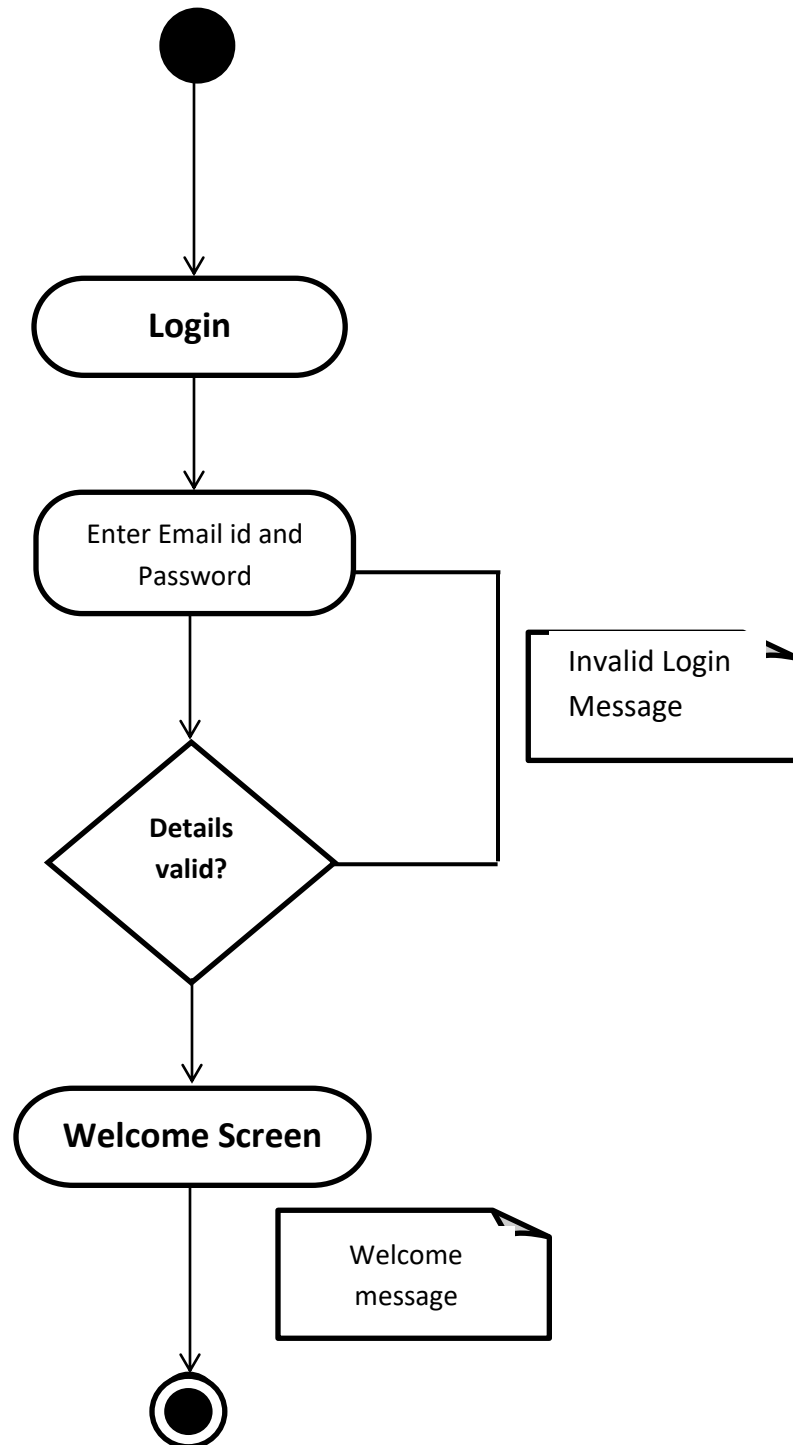 Login
Enter Email id and
Password
Invalid Login
Message
Details
valid?
Welcome Screen
Welcome
message